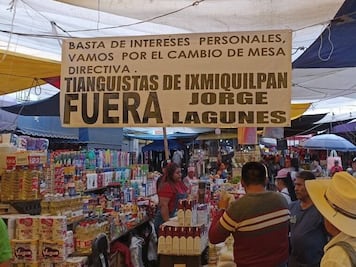 BASTA DE INTERESES PERSONALES,
VAMOS POR EL CAMBIO DE MESA
DIRECTIVA.
TIANGUISTAS DE IXMIQUILPAN
FUERA JORGE
LAGUNES